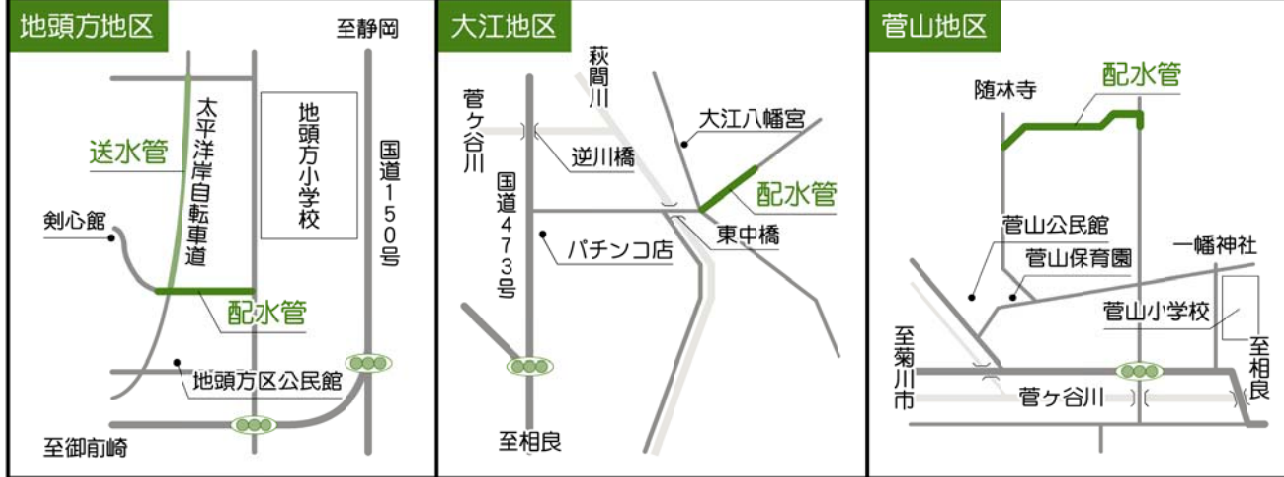 地頭方地区
至静岡
太平洋岸自転車道
地頭方小学校
国道150号
送水管
剣心館
配水管
地頭方区公民館
至御前崎
大江地区
萩間川
菅ヶ谷川
大江八幡宮
逆川橋
国道473号
配水管
東中橋
パチンコ店
至相良
菅山地区
配水管
随林寺
菅山公民館
菅山保育園
一幡神社
菅山小学校
至菊川市
至相良
菅ヶ谷川